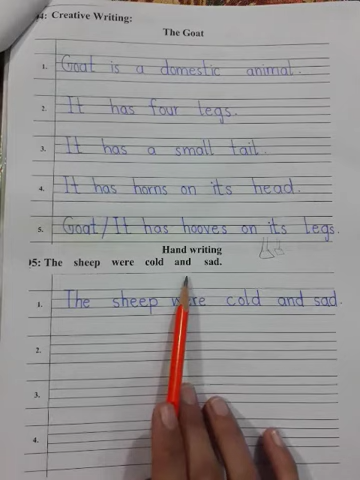 4: Creative Writing:
The Goat
1. Goat is a domestic animal.
2. It has four legs.
3. It has a small tail.
4. It has horns on its head.
5. Goat/It has hooves on its legs.
Hand writing
5: The sheep were cold and sad.
1. The sheep were cold and sad.
2.
3.
4.